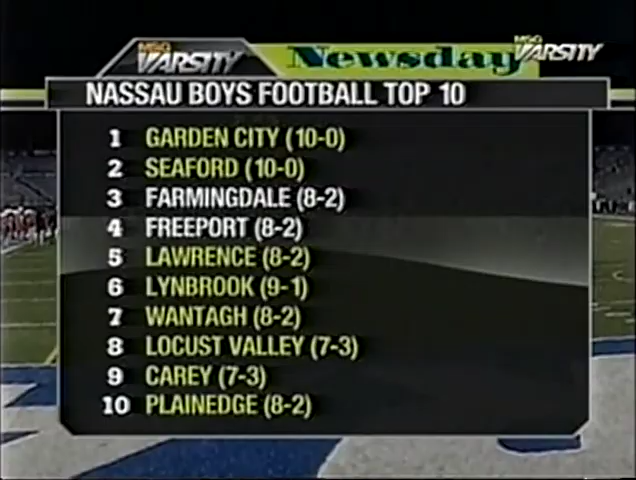 MSG VARSITY Newsday MSG VARSITY
NASSAU BOYS FOOTBALL TOP 10
1 GARDEN CITY (10-0)
2 SEAFORD (10-0)
3 FARMINGDALE (8-2)
4 FREEPORT (8-2)
5 LAWRENCE (8-2)
6 LYNBROOK (9-1)
7 WANTAGH (8-2)
8 LOCUST VALLEY (7-3)
9 CAREY (7-3)
10 PLAINEDGE (8-2)